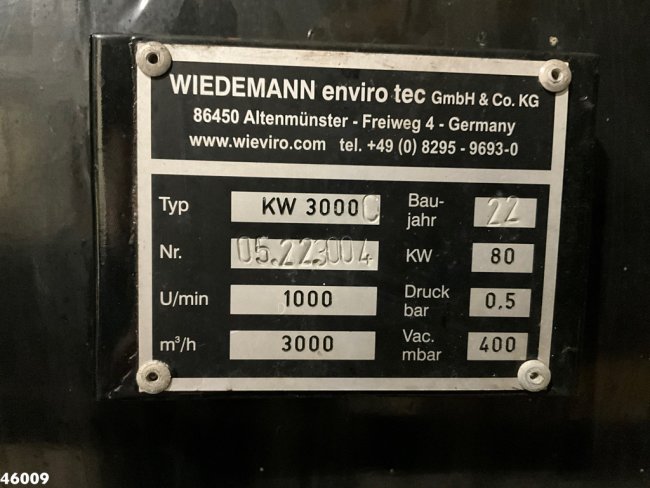 WIEDEMANN enviro tec GmbH & Co. KG
86450 Altenmünster - Freiweg 4 - Germany
www.wieviro.com tel. +49 (0) 8295 - 9693-0
Typ KW 3000C Bau-
jahr 22
Nr. 05.223004 KW 80
U/min 1000 Druck
bar 0,5
m³/h 3000 Vac.
mbar 400
46009